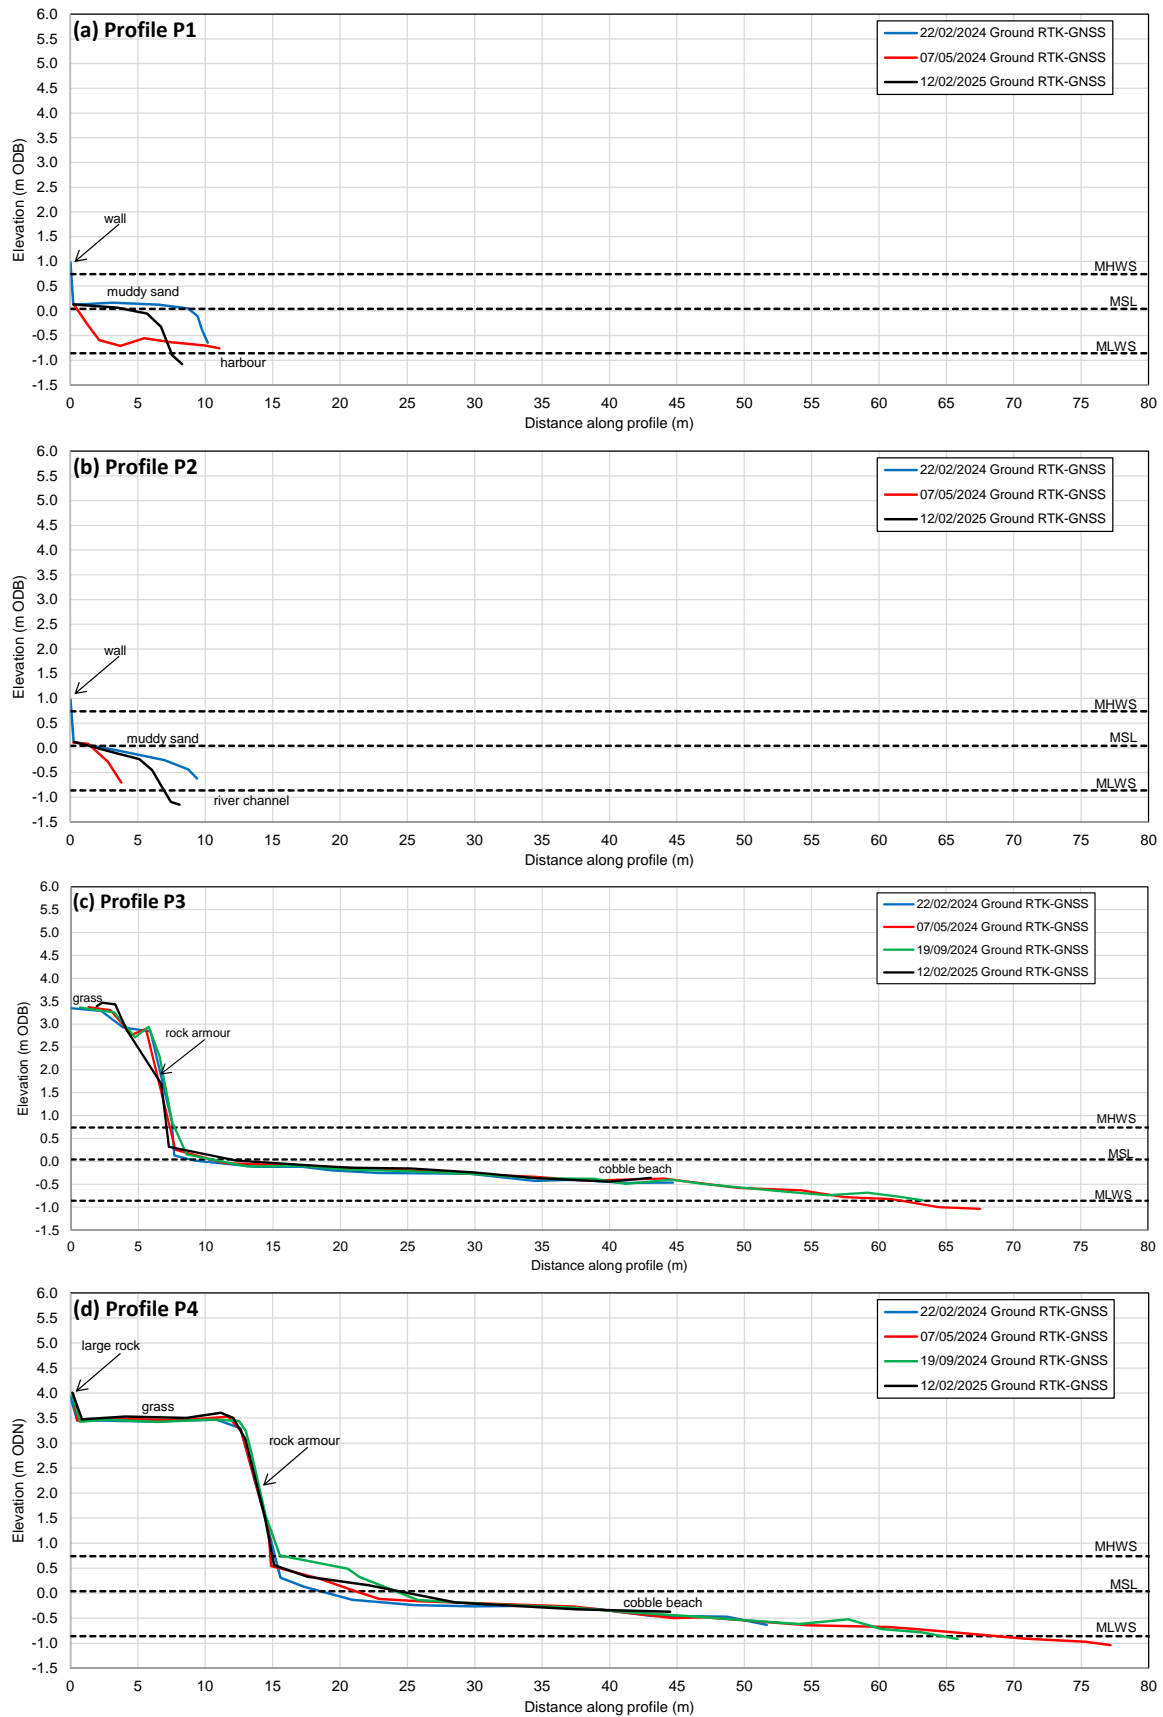 (a) Profile P1
22/02/2024 Ground RTK-GNSS
07/05/2024 Ground RTK-GNSS
12/02/2025 Ground RTK-GNSS
Elevation (m ODB)
6.0
5.5
5.0
4.5
4.0
3.5
3.0
2.5
2.0
1.5
1.0
0.5
0.0
-0.5
-1.0
-1.5
wall
MHWS
muddy sand
MSL
MLWS
harbour
0 5 10 15 20 25 30 35 40 45 50 55 60 65 70 75 80
Distance along profile (m)
(b) Profile P2
22/02/2024 Ground RTK-GNSS
07/05/2024 Ground RTK-GNSS
12/02/2025 Ground RTK-GNSS
Elevation (m ODB)
6.0
5.5
5.0
4.5
4.0
3.5
3.0
2.5
2.0
1.5
1.0
0.5
0.0
-0.5
-1.0
-1.5
wall
MHWS
muddy sand
MSL
MLWS
river channel
0 5 10 15 20 25 30 35 40 45 50 55 60 65 70 75 80
Distance along profile (m)
(c) Profile P3
22/02/2024 Ground RTK-GNSS
07/05/2024 Ground RTK-GNSS
19/09/2024 Ground RTK-GNSS
12/02/2025 Ground RTK-GNSS
Elevation (m ODB)
6.0
5.5
5.0
4.5
4.0
3.5
3.0
2.5
2.0
1.5
1.0
0.5
0.0
-0.5
-1.0
-1.5
grass
rock armour
MHWS
MSL
cobble beach
MLWS
0 5 10 15 20 25 30 35 40 45 50 55 60 65 70 75 80
Distance along profile (m)
(d) Profile P4
22/02/2024 Ground RTK-GNSS
07/05/2024 Ground RTK-GNSS
19/09/2024 Ground RTK-GNSS
12/02/2025 Ground RTK-GNSS
Elevation (m ODN)
6.0
5.5
5.0
4.5
4.0
3.5
3.0
2.5
2.0
1.5
1.0
0.5
0.0
-0.5
-1.0
-1.5
large rock
grass
rock armour
MHWS
MSL
cobble beach
MLWS
0 5 10 15 20 25 30 35 40 45 50 55 60 65 70 75 80
Distance along profile (m)